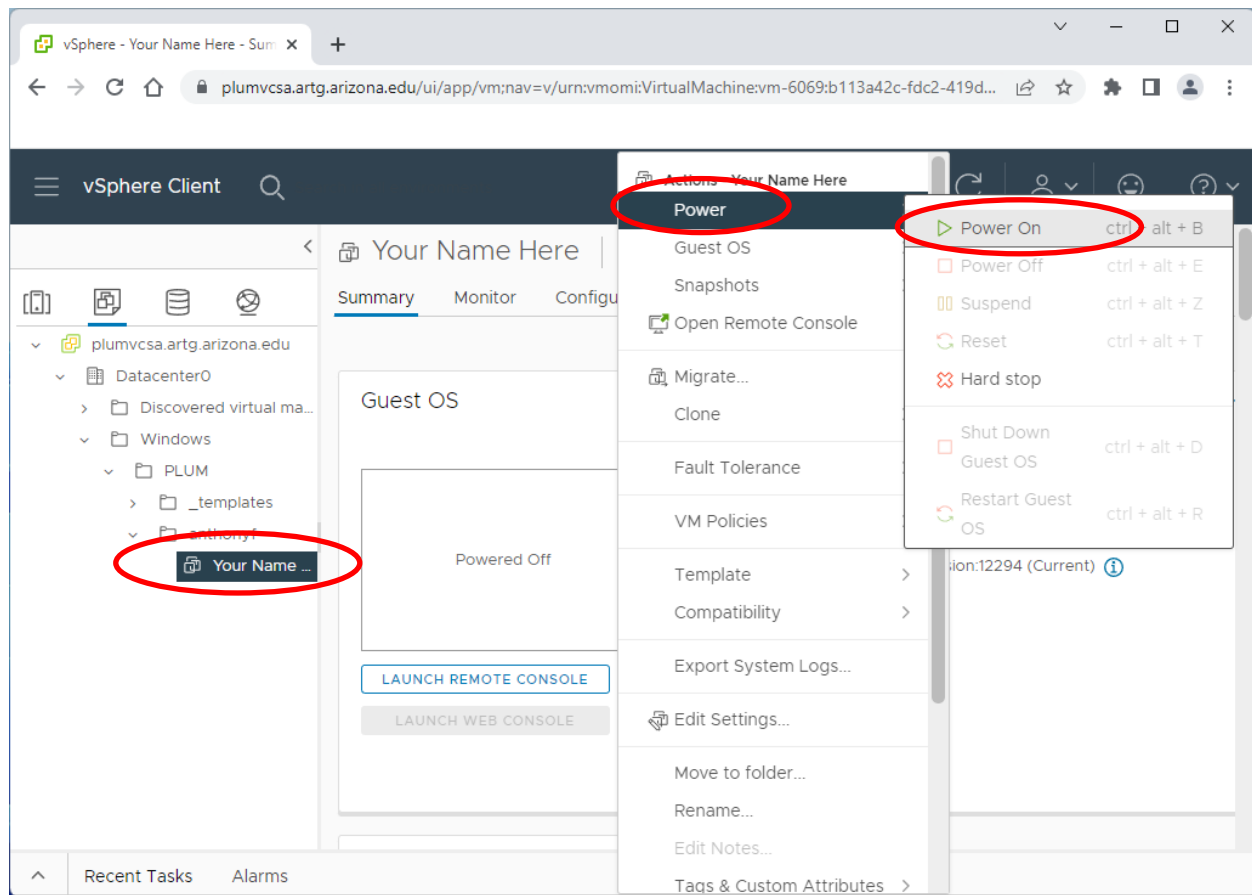 vSphere - Your Name Here - Sum
plumvcsa.artg.arizona.edu/ui/app/vm;nav=v/urn:vmomi:VirtualMachine:vm-6069:b113a42c-fdc2-419d...
vSphere Client
Actions - Your Name Here
Power
Guest OS
Snapshots
Open Remote Console
Migrate...
Clone
Fault Tolerance
VM Policies
Template
Compatibility
Export System Logs...
Edit Settings...
Move to folder...
Rename...
Edit Notes...
Tags & Custom Attributes
Power On ctrl + alt + B
Power Off ctrl + alt + E
Suspend ctrl + alt + Z
Reset ctrl + alt + T
Hard stop
Shut Down
Guest OS ctrl + alt + D
Restart Guest
OS ctrl + alt + R
plumvcsa.artg.arizona.edu
Datacenter0
Discovered virtual ma...
Windows
PLUM
_templates
anthonyf
Your Name ...
Your Name Here
Summary Monitor Configu
Guest OS
Powered Off
LAUNCH REMOTE CONSOLE
LAUNCH WEB CONSOLE
sion:12294 (Current)
Recent Tasks Alarms